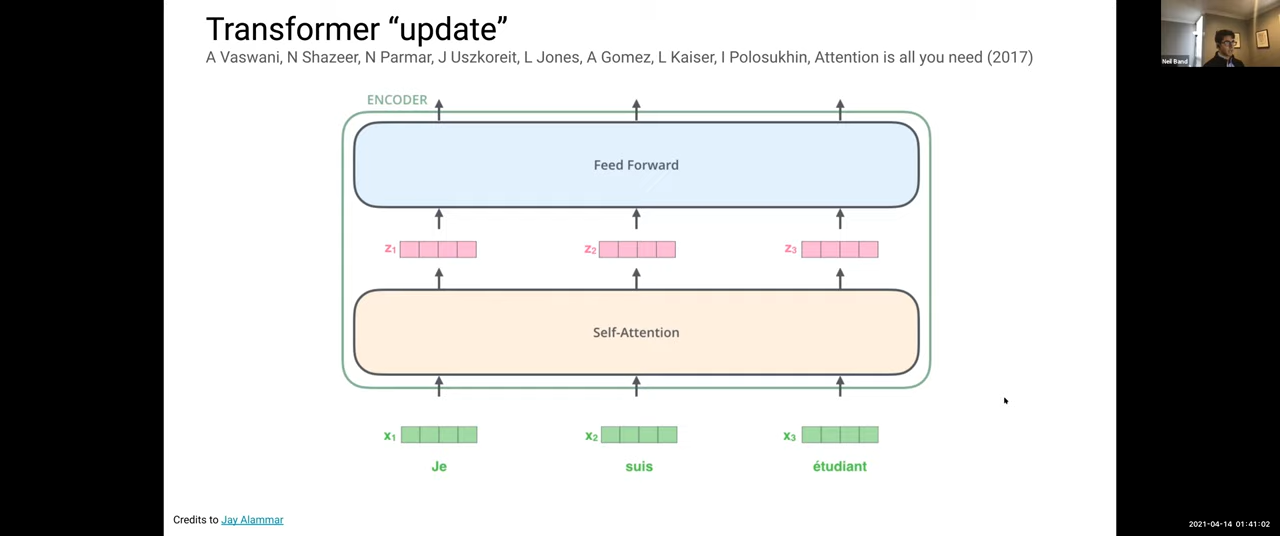 Transformer “update”
A Vaswani, N Shazeer, N Parmar, J Uszkoreit, L Jones, A Gomez, L Kaiser, I Polosukhin, Attention is all you need (2017)
Neil Band
ENCODER
Feed Forward
z1 z2 z3
Self-Attention
x1 x2 x3
Je suis étudiant
Credits to Jay Alammar
2021-04-14 01:41:02